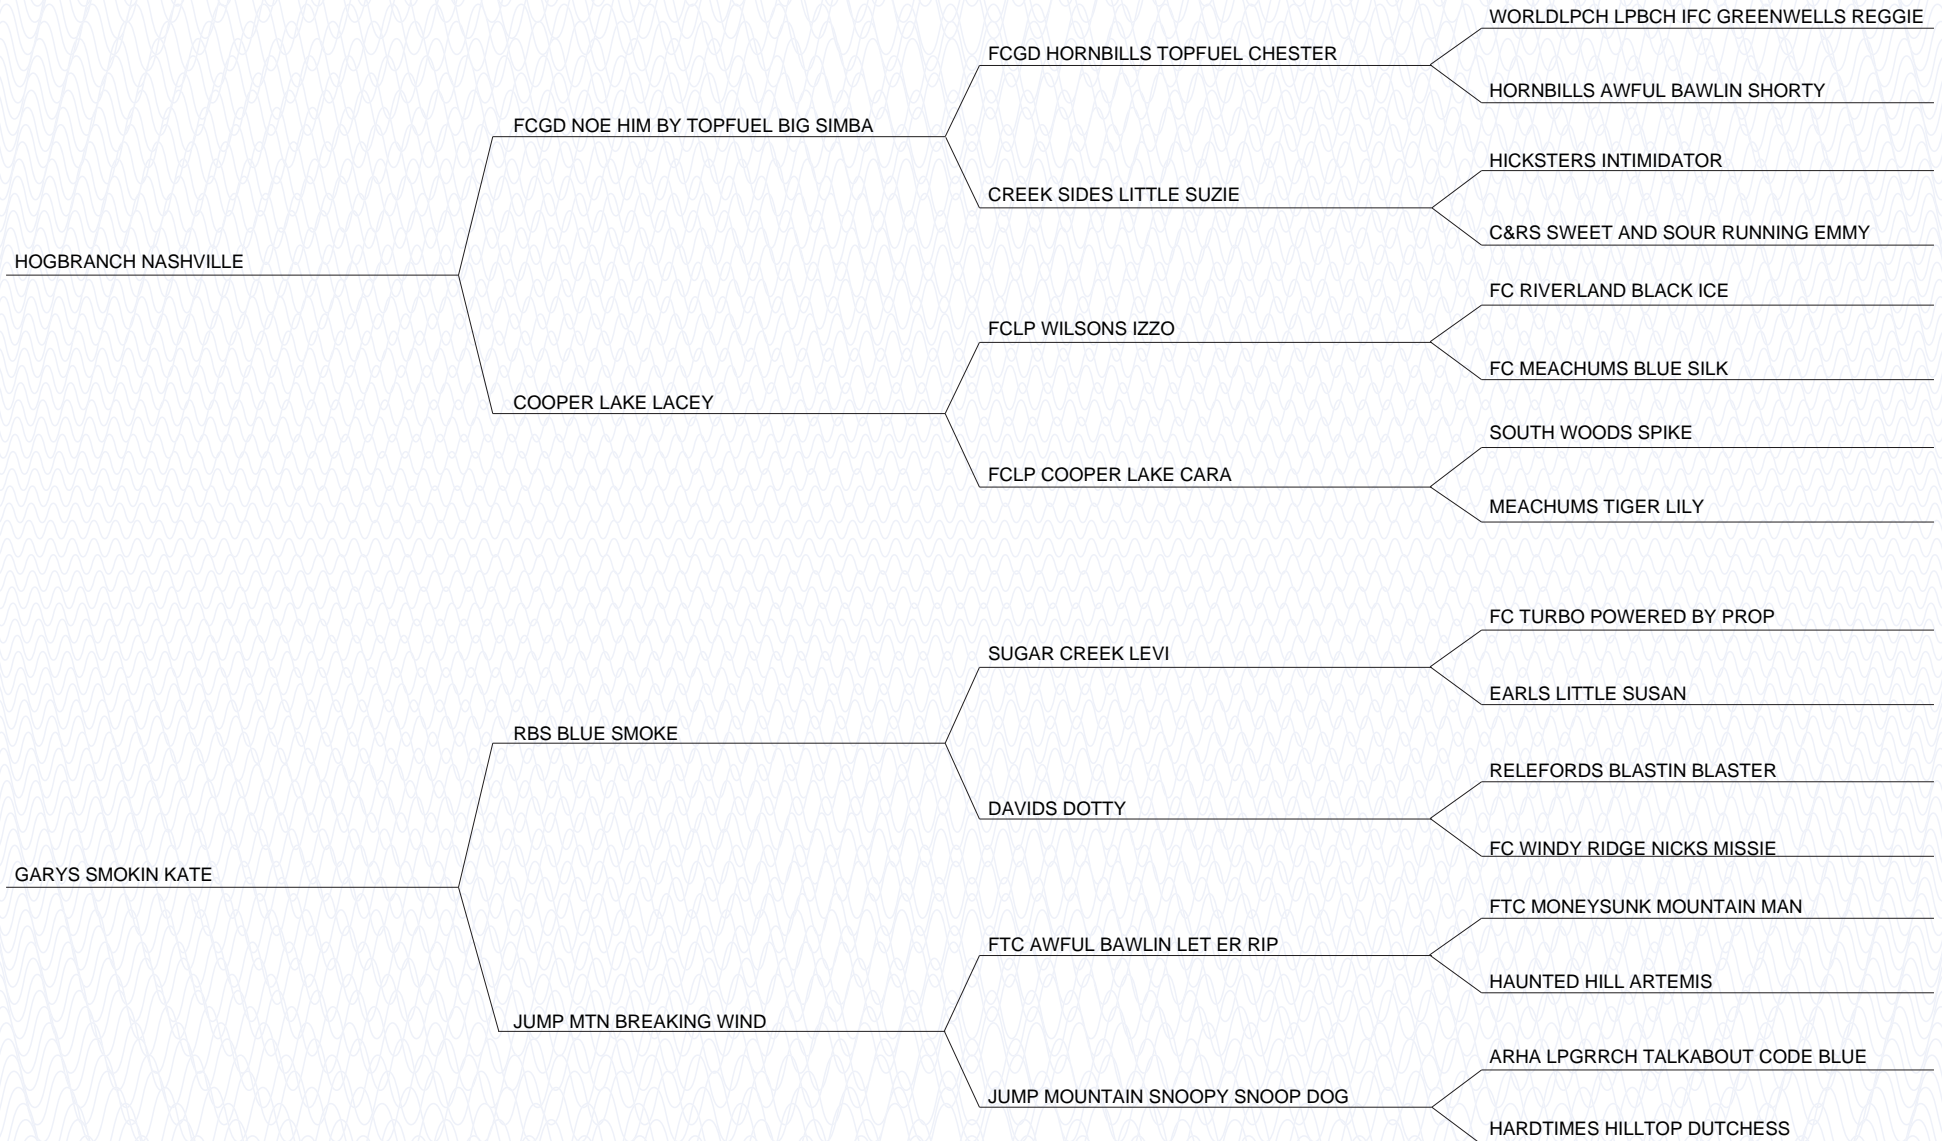 WORLDLPCH LPBCH IFC GREENWELLS REGGIE
FCGD HORNBILLS TOPFUEL CHESTER
HORNBILLS AWFUL BAWLIN SHORTY
FCGD NOE HIM BY TOPFUEL BIG SIMBA
HICKSTERS INTIMIDATOR
CREEK SIDES LITTLE SUZIE
C&RS SWEET AND SOUR RUNNING EMMY
HOGBRANCH NASHVILLE
FC RIVERLAND BLACK ICE
FCLP WILSONS IZZO
FC MEACHUMS BLUE SILK
COOPER LAKE LACEY
SOUTH WOODS SPIKE
FCLP COOPER LAKE CARA
MEACHUMS TIGER LILY
FC TURBO POWERED BY PROP
SUGAR CREEK LEVI
EARLS LITTLE SUSAN
RBS BLUE SMOKE
RELEFORDS BLASTIN BLASTER
DAVIDS DOTTY
FC WINDY RIDGE NICKS MISSIE
GARYS SMOKIN KATE
FTC MONEYSUNK MOUNTAIN MAN
FTC AWFUL BAWLIN LET ER RIP
HAUNTED HILL ARTEMIS
JUMP MTN BREAKING WIND
ARHA LPGRRCH TALKABOUT CODE BLUE
JUMP MOUNTAIN SNOOPY SNOOP DOG
HARDTIMES HILLTOP DUTCHESS